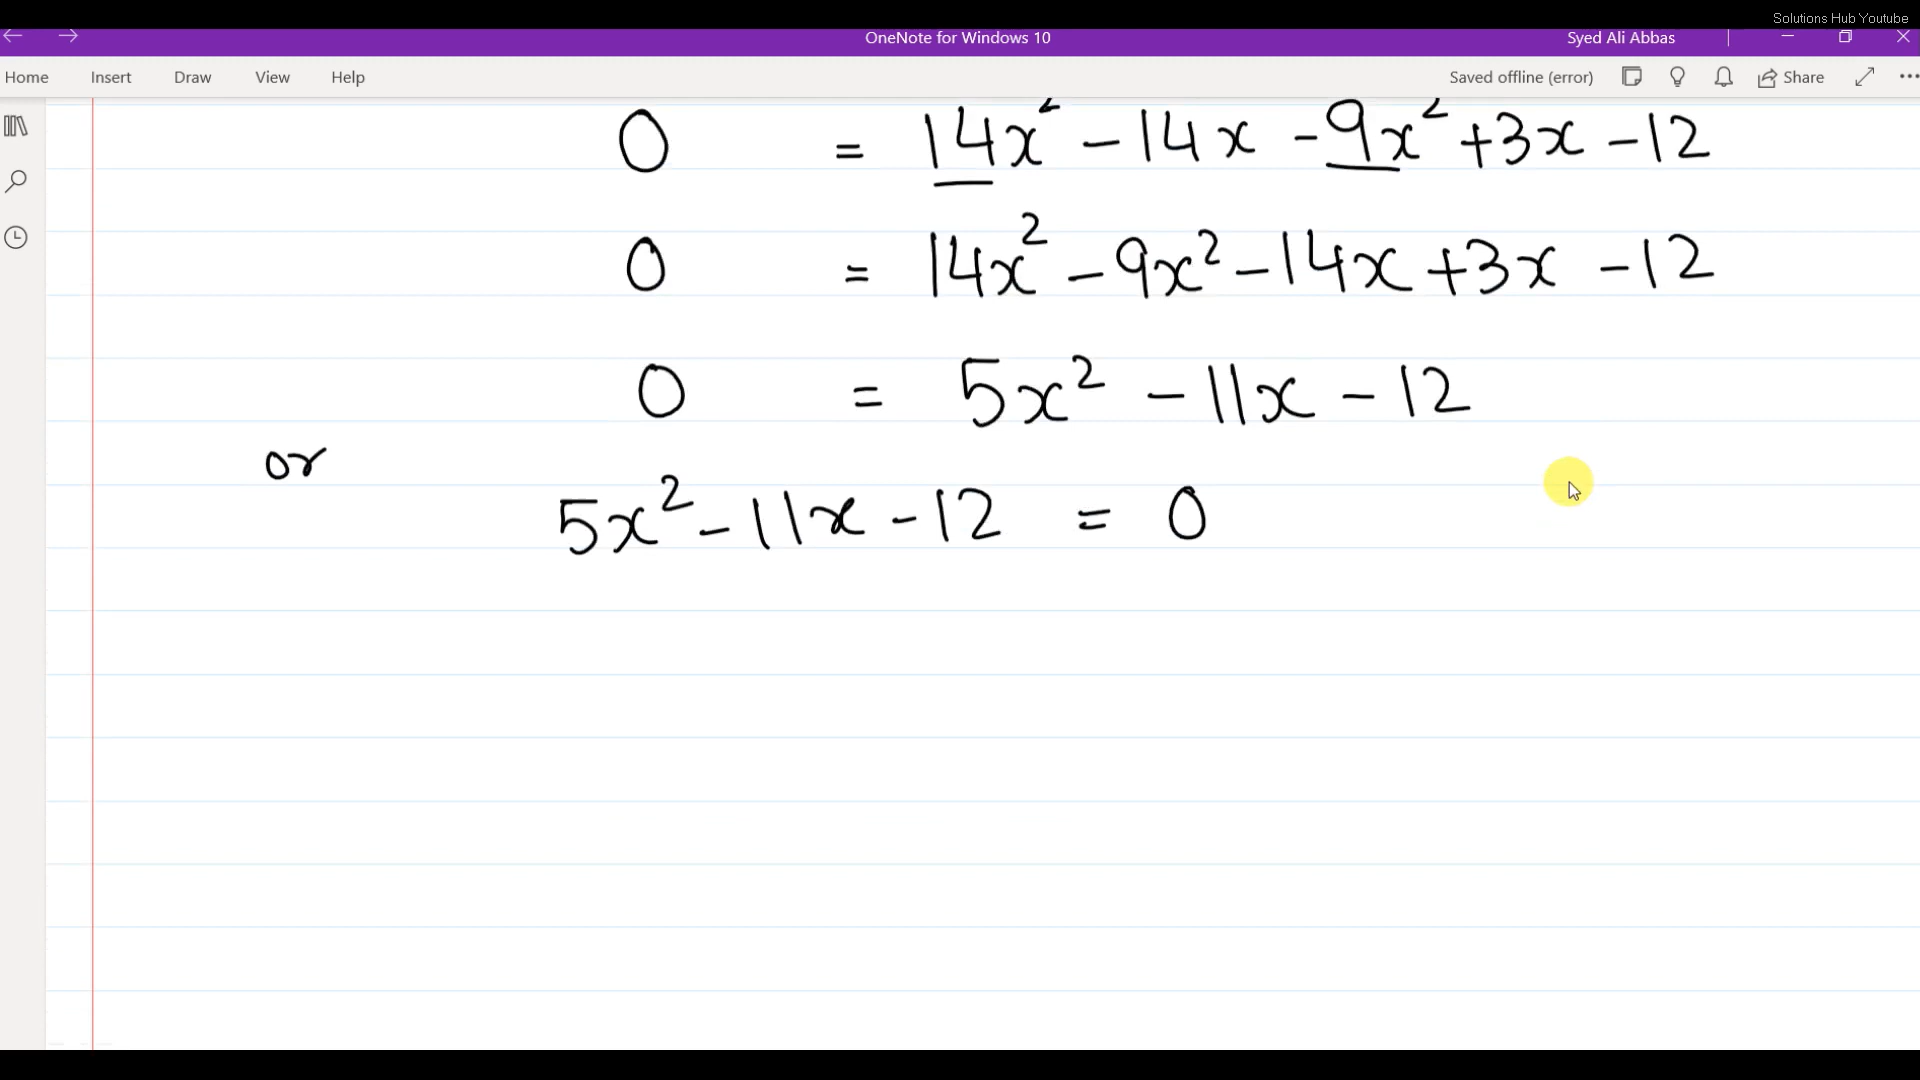 Solutions Hub Youtube
OneNote for Windows 10 Syed Ali Abbas
Home Insert Draw View Help Saved offline (error) Share
0 = 14x² - 14x - 9x² + 3x - 12
0 = 14x² - 9x² - 14x + 3x - 12
0 = 5x² - 11x - 12
or
5x² - 11x - 12 = 0